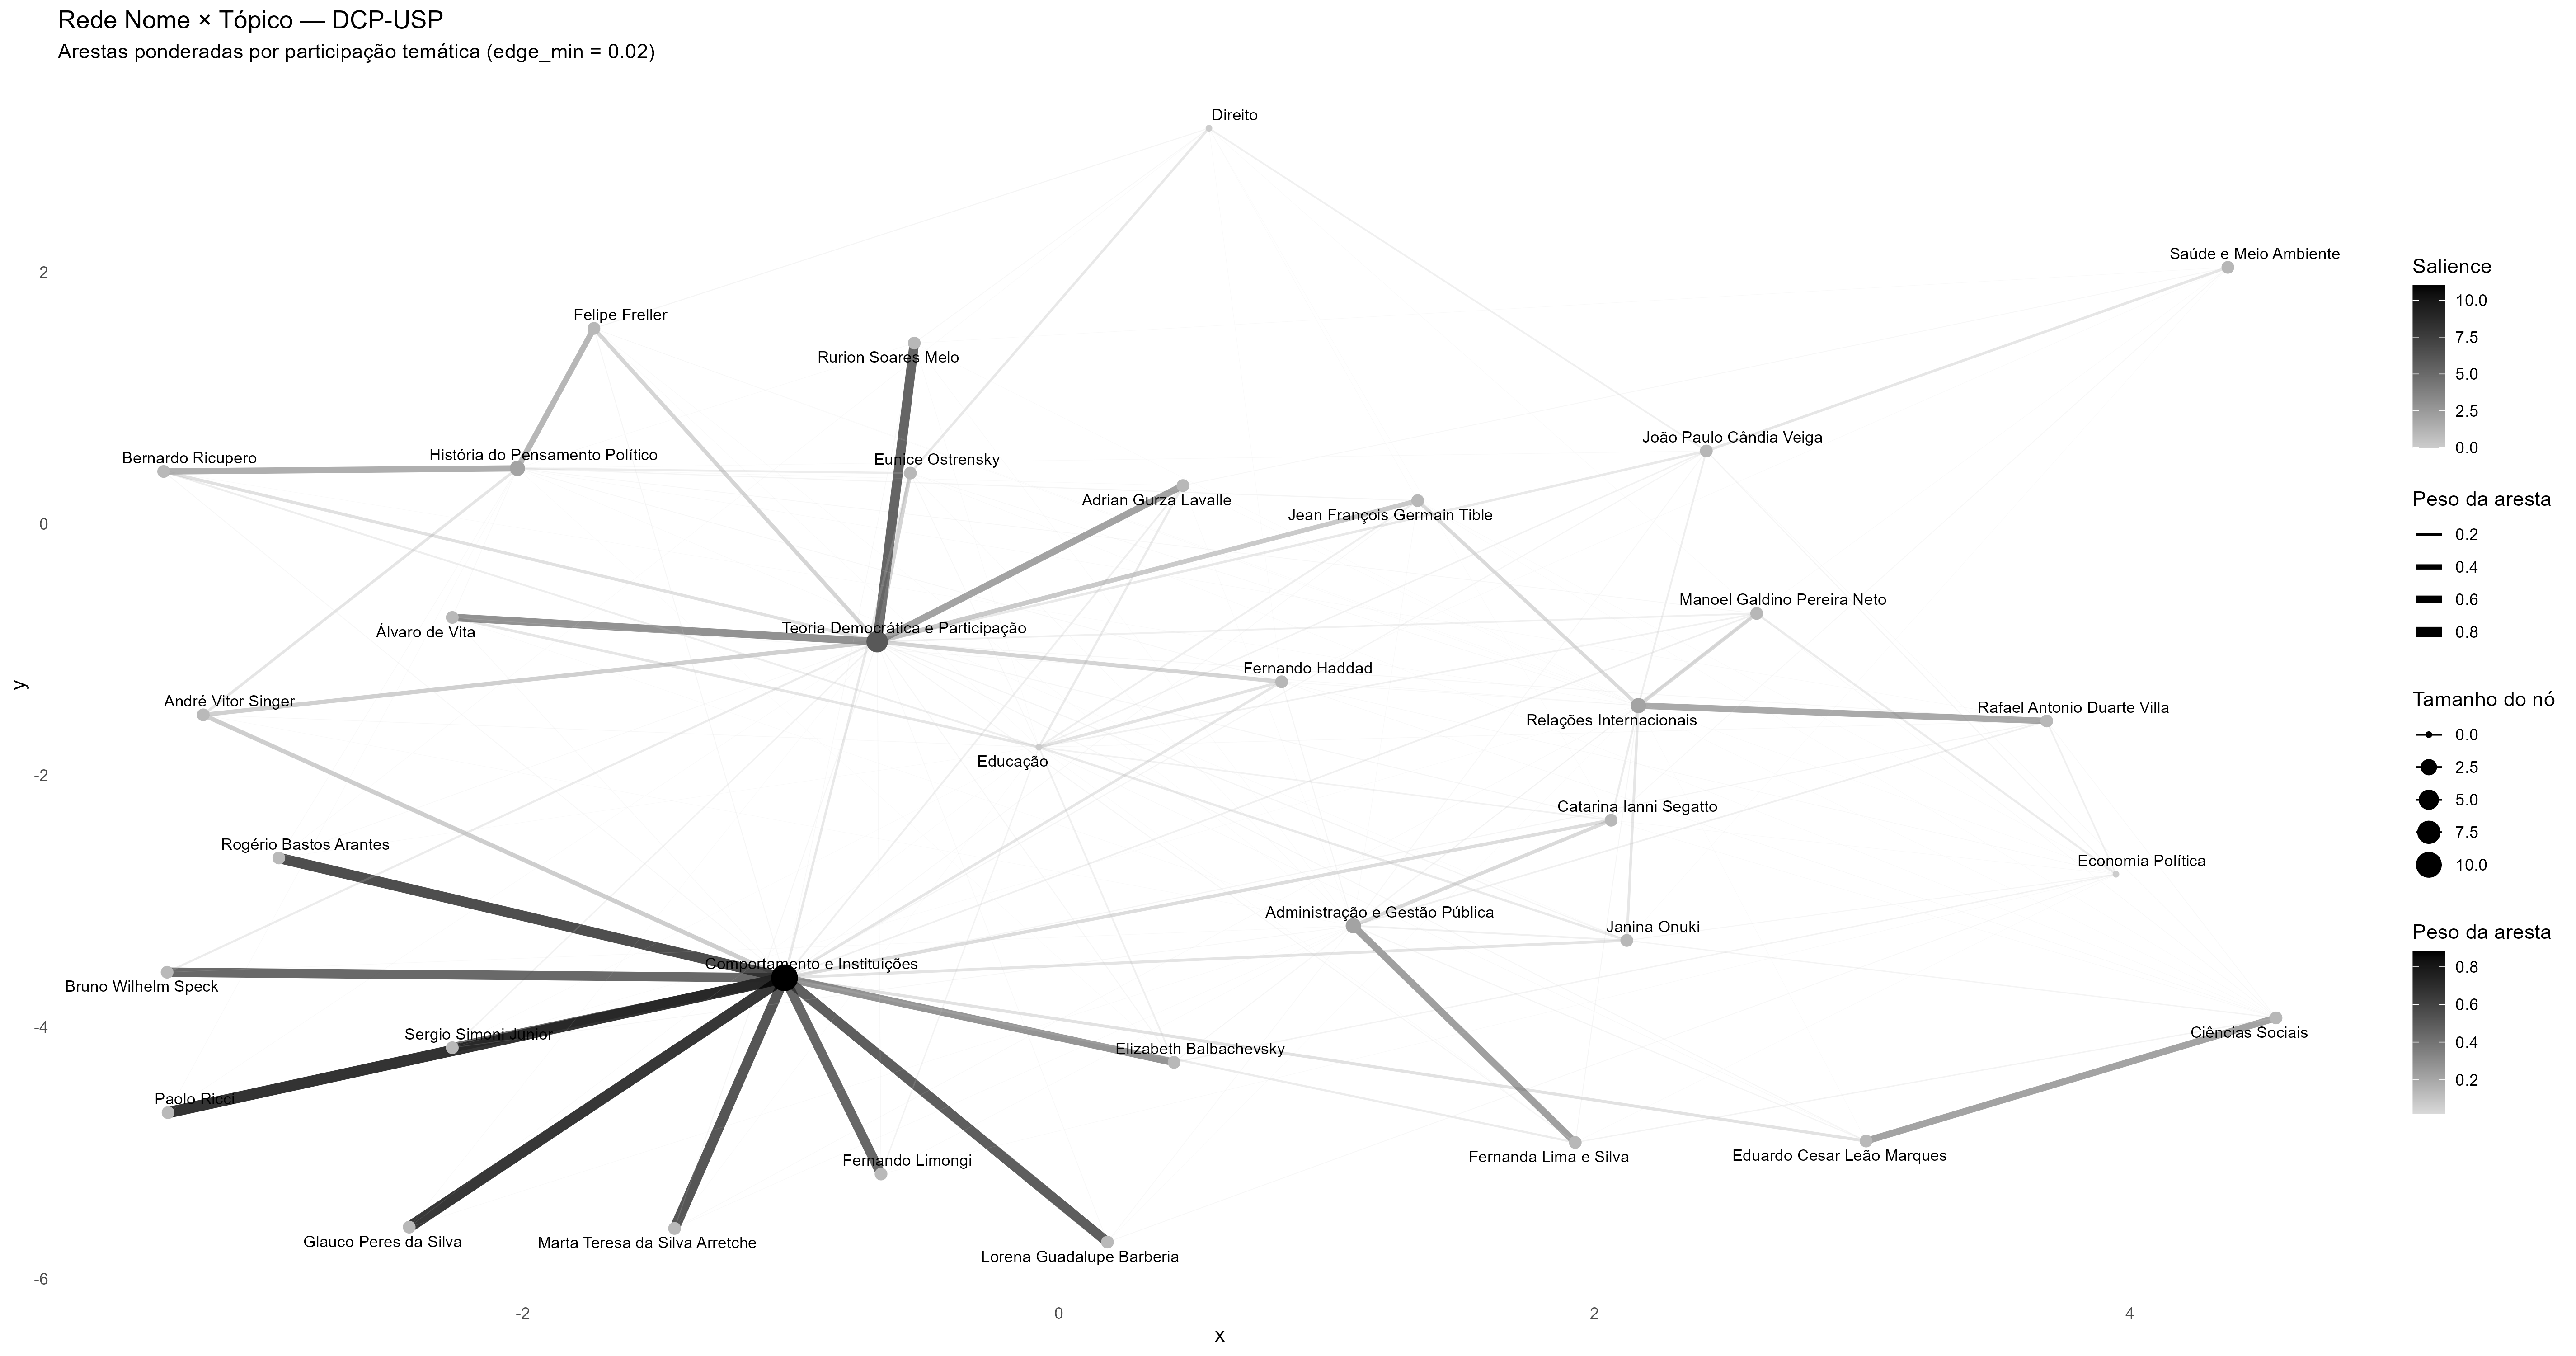 Rede Nome × Tópico — DCP-USP
Arestas ponderadas por participação temática (edge_min = 0.02)
Direito
Saúde e Meio Ambiente
Felipe Freller
Rurion Soares Melo
João Paulo Cândia Veiga
Bernardo Ricupero
História do Pensamento Político
Eunice Ostrensky
Adrian Gurza Lavalle
Jean François Germain Tible
Manoel Galdino Pereira Neto
Álvaro de Vita
Teoria Democrática e Participação
Fernando Haddad
André Vitor Singer
Relações Internacionais
Rafael Antonio Duarte Villa
Educação
Catarina Ianni Segatto
Rogério Bastos Arantes
Economia Política
Administração e Gestão Pública
Janina Onuki
Comportamento e Instituições
Bruno Wilhelm Speck
Sergio Simoni Junior
Ciências Sociais
Elizabeth Balbachevsky
Paolo Ricci
Fernando Limongi
Fernanda Lima e Silva
Eduardo Cesar Leão Marques
Glauco Peres da Silva
Marta Teresa da Silva Arretche
Lorena Guadalupe Barberia
2
0
-2
-4
-6
y
-2
0
2
4
x
Salience
10.0
7.5
5.0
2.5
0.0
Peso da aresta
0.2
0.4
0.6
0.8
Tamanho do nó
0.0
2.5
5.0
7.5
10.0
Peso da aresta
0.8
0.6
0.4
0.2